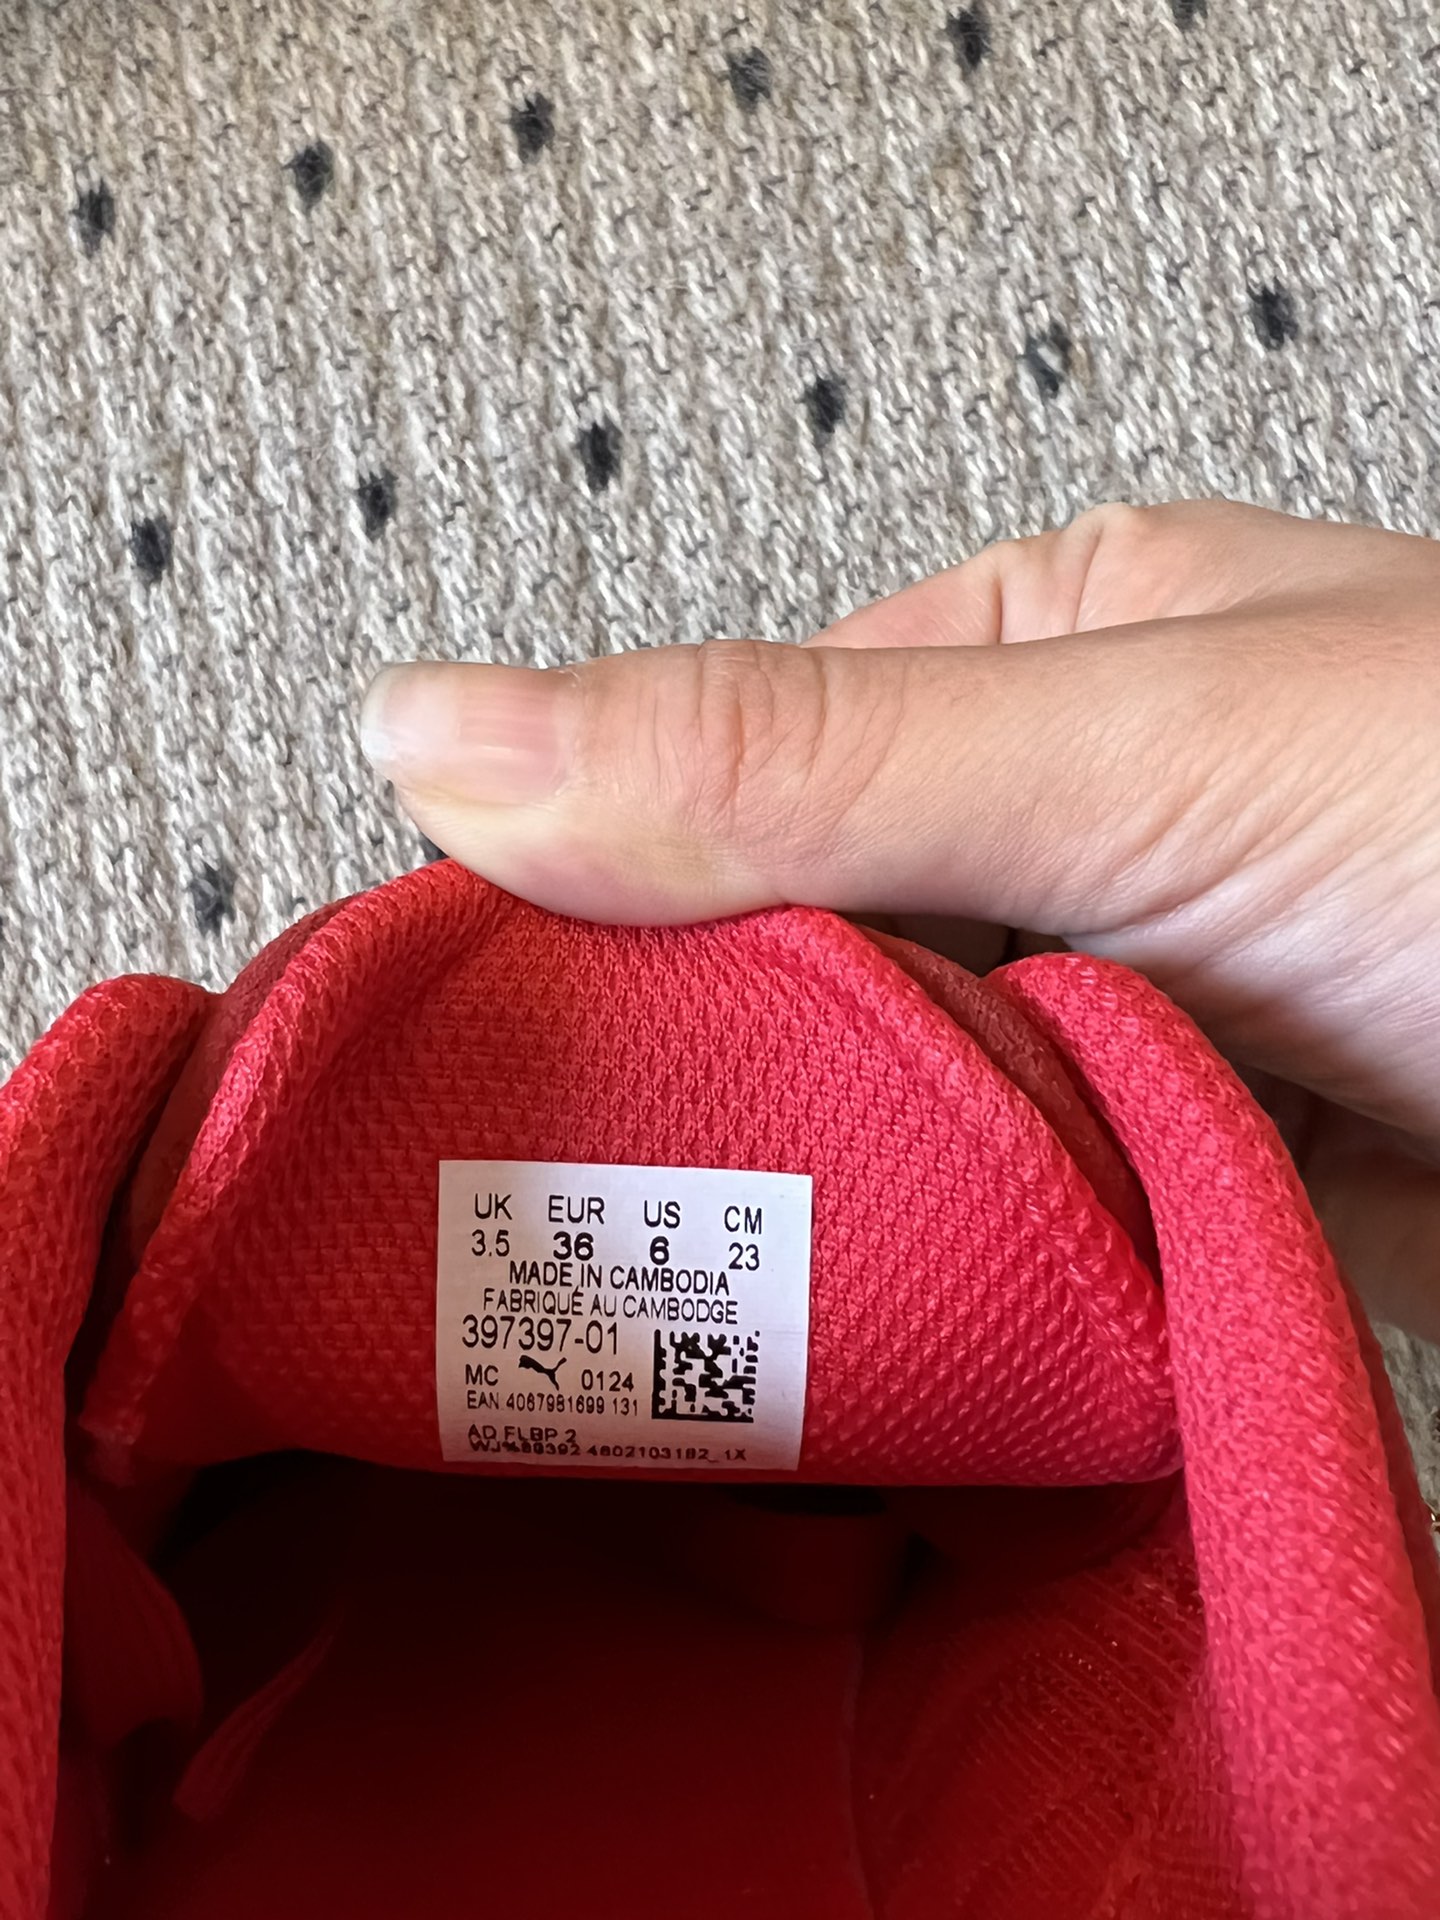 UK EUR US CM
3.5 36 6 23
MADE IN CAMBODIA
FABRIQUÉ AU CAMBODGE
397397-01
MC 0124
EAN 4067981699 131
AD FLBP 2
4602103182_1X